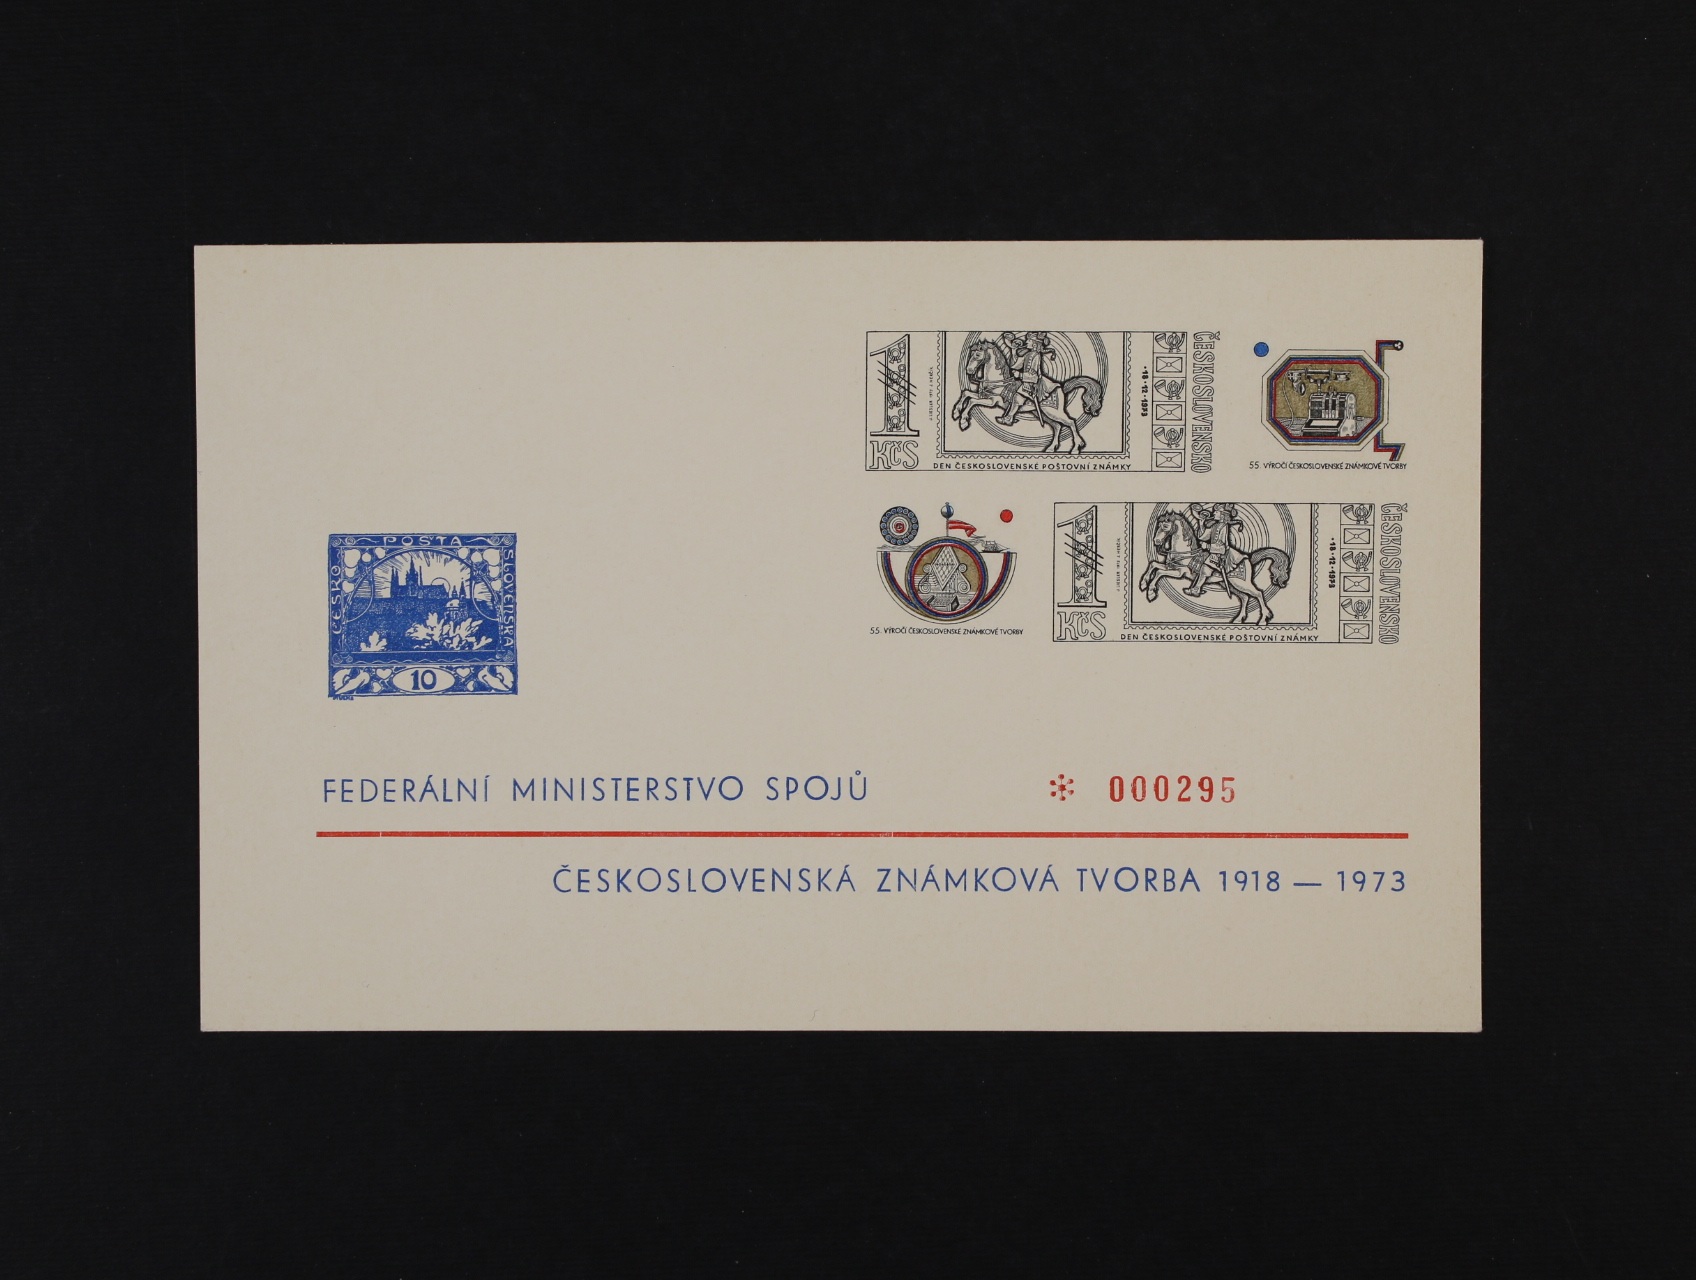 1
Kčs
DEN ČESKOSLOVENSKÉ POŠTOVNÍ ZNÁMKY
•18•12•1973
ČESKOSLOVENSKO
55. VÝROČÍ ČESKOSLOVENSKÉ ZNÁMKOVÉ TVORBY
55. VÝROČÍ ČESKOSLOVENSKÉ ZNÁMKOVÉ TVORBY
1
Kčs
DEN ČESKOSLOVENSKÉ POŠTOVNÍ ZNÁMKY
•18•12•1973
ČESKOSLOVENSKO
POŠTA
ČESKO
SLOVENSKÁ
10
FEDERÁLNÍ MINISTERSTVO SPOJŮ
* 000295
ČESKOSLOVENSKÁ ZNÁMKOVÁ TVORBA 1918 — 1973